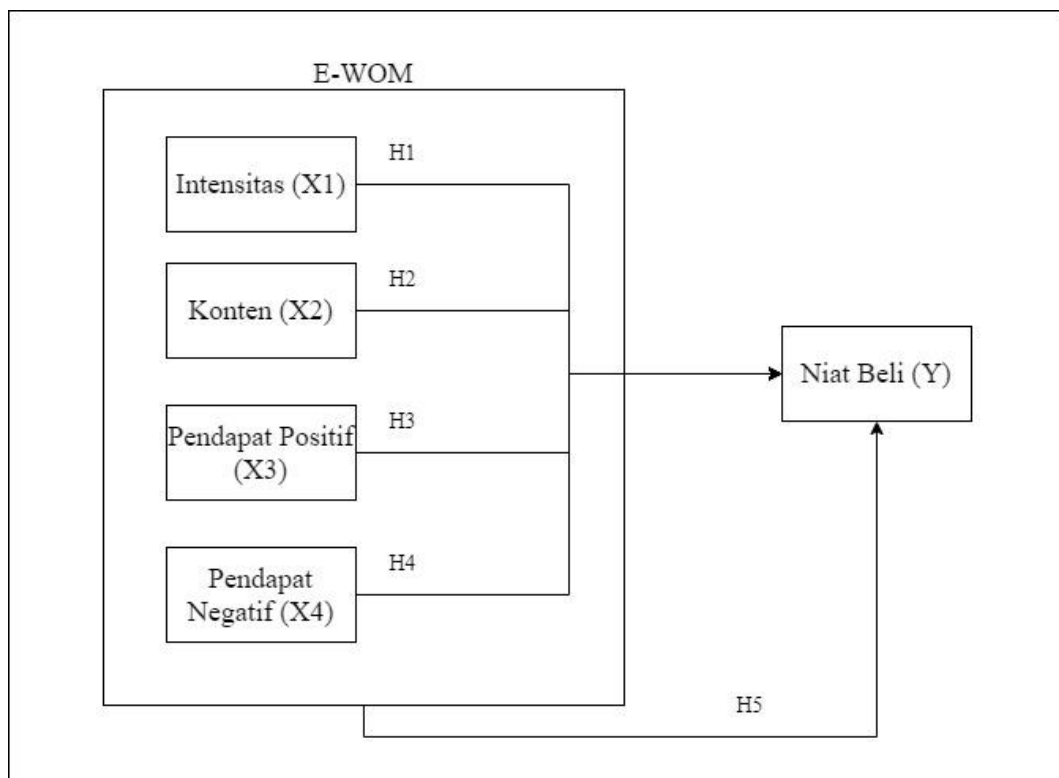 E-WOM
H1
Intensitas (X1)
H2
Konten (X2)
H3
Pendapat Positif
(X3)
H4
Pendapat
Negatif (X4)
Niat Beli (Y)
H5